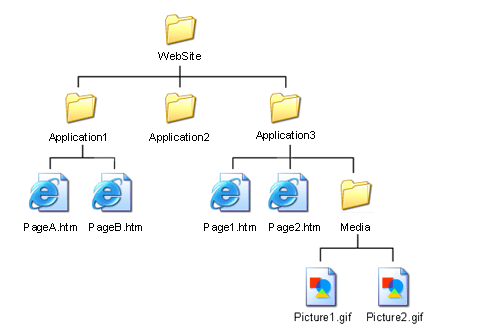 WebSite
Application1
Application2
Application3
PageA.htm
PageB.htm
Page1.htm
Page2.htm
Media
Picture1.gif
Picture2.gif